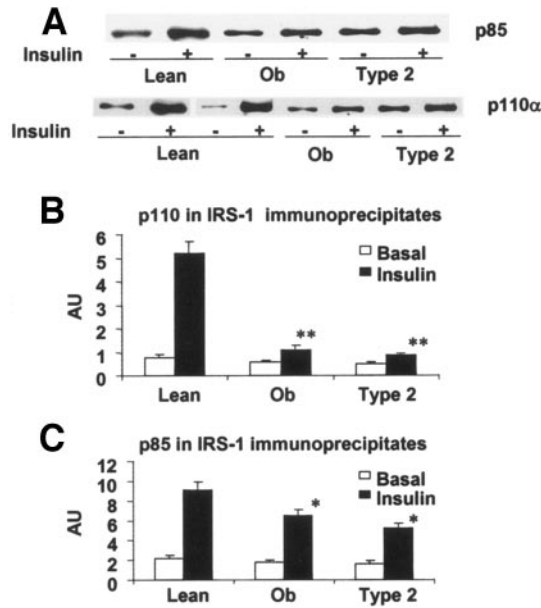 A
p85
Insulin - + - + - +
Lean Ob Type 2
p110α
Insulin - + - + - + - +
Lean Ob Type 2
B
p110 in IRS-1 immunoprecipitates
6
5
4
3
2
1
0
AU
Basal
Insulin
**
**
Lean Ob Type 2
C
p85 in IRS-1 immunoprecipitates
12
10
8
6
4
2
0
AU
Basal
Insulin
*
*
Lean Ob Type 2